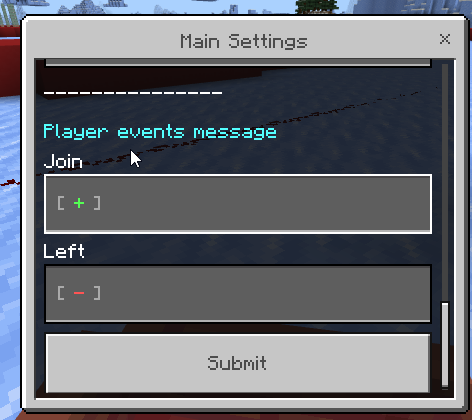 Main Settings
×
---------------
Player events message
Join
[ + ]
Left
[ - ]
Submit